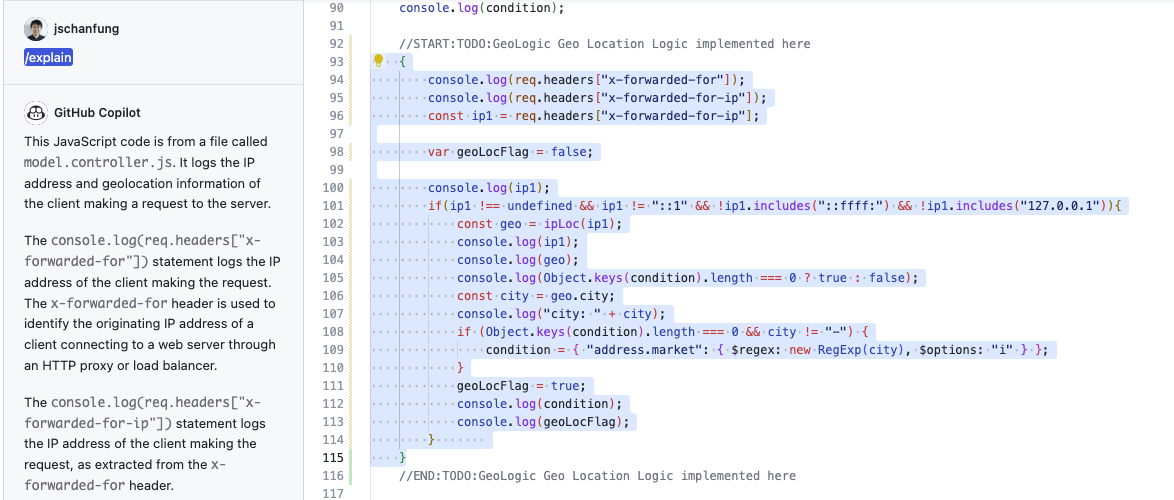 jschanfung
/explain
GitHub Copilot
This JavaScript code is from a file called
model.controller.js. It logs the IP
address and geolocation information of
the client making a request to the server.
The console.log(req.headers["x-
forwarded-for"]) statement logs the IP
address of the client making the request.
The x-forwarded-for header is used to
identify the originating IP address of a
client connecting to a web server through
an HTTP proxy or load balancer.
The console.log(req.headers["x-
forwarded-for-ip"]) statement logs
the IP address of the client making the
request, as extracted from the x-
forwarded-for header.
90 console.log(condition);
91
92 //START:TODO:GeoLogic Geo Location Logic implemented here
93 {
94 console.log(req.headers["x-forwarded-for"]);
95 console.log(req.headers["x-forwarded-for-ip"]);
96 const ip1 = req.headers["x-forwarded-for-ip"];
97
98 var geoLocFlag = false;
99
100 console.log(ip1);
101 if(ip1 !== undefined && ip1 != "::1" && !ip1.includes("::ffff:") && !ip1.includes("127.0.0.1")){
102 const geo = ipLoc(ip1);
103 console.log(ip1);
104 console.log(geo);
105 console.log(Object.keys(condition).length === 0 ? true : false);
106 const city = geo.city;
107 console.log("city: " + city);
108 if (Object.keys(condition).length === 0 && city != "-") {
109 condition = { "address.market": { $regex: new RegExp(city), $options: "i" } };
110 }
111 geoLocFlag = true;
112 console.log(condition);
113 console.log(geoLocFlag);
114 }
115 }
116 //END:TODO:GeoLogic Geo Location Logic implemented here
117